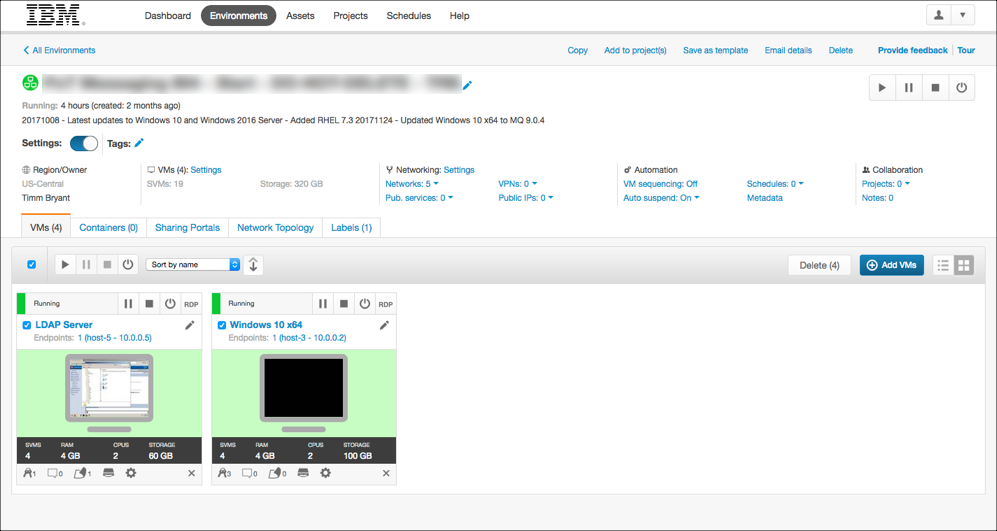 IBM
Dashboard Environments Assets Projects Schedules Help
All Environments Copy Add to project(s) Save as template Email details Delete Provide feedback Tour
Running: 4 hours (created: 2 months ago)
20171008 - Latest updates to Windows 10 and Windows 2016 Server - Added RHEL 7.3 20171124 - Updated Windows 10 x64 to MQ 9.0.4
Settings: Tags:
Region/Owner VMs (4): Settings Networking: Settings Automation Collaboration
US-Central SVMs: 19 Storage: 320 GB Networks: 5 VPNs: 0 VM sequencing: Off Schedules: 0 Projects: 0
Timm Bryant Pub. services: 0 Public IPs: 0 Auto suspend: On Metadata Notes: 0
VMs (4) Containers (0) Sharing Portals Network Topology Labels (1)
Sort by name Delete (4) Add VMs
Running RDP Running RDP
LDAP Server Windows 10 x64
Endpoints: 1 (host-5 - 10.0.0.5) Endpoints: 1 (host-3 - 10.0.0.2)
SVMS RAM CPUS STORAGE SVMS RAM CPUS STORAGE
4 4 GB 2 60 GB 4 4 GB 2 100 GB
1 0 1 3 0 0